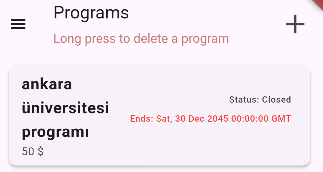 Programs
Long press to delete a program
ankara
üniversitesi
programı
50 $
Status: Closed
Ends: Sat, 30 Dec 2045 00:00:00 GMT